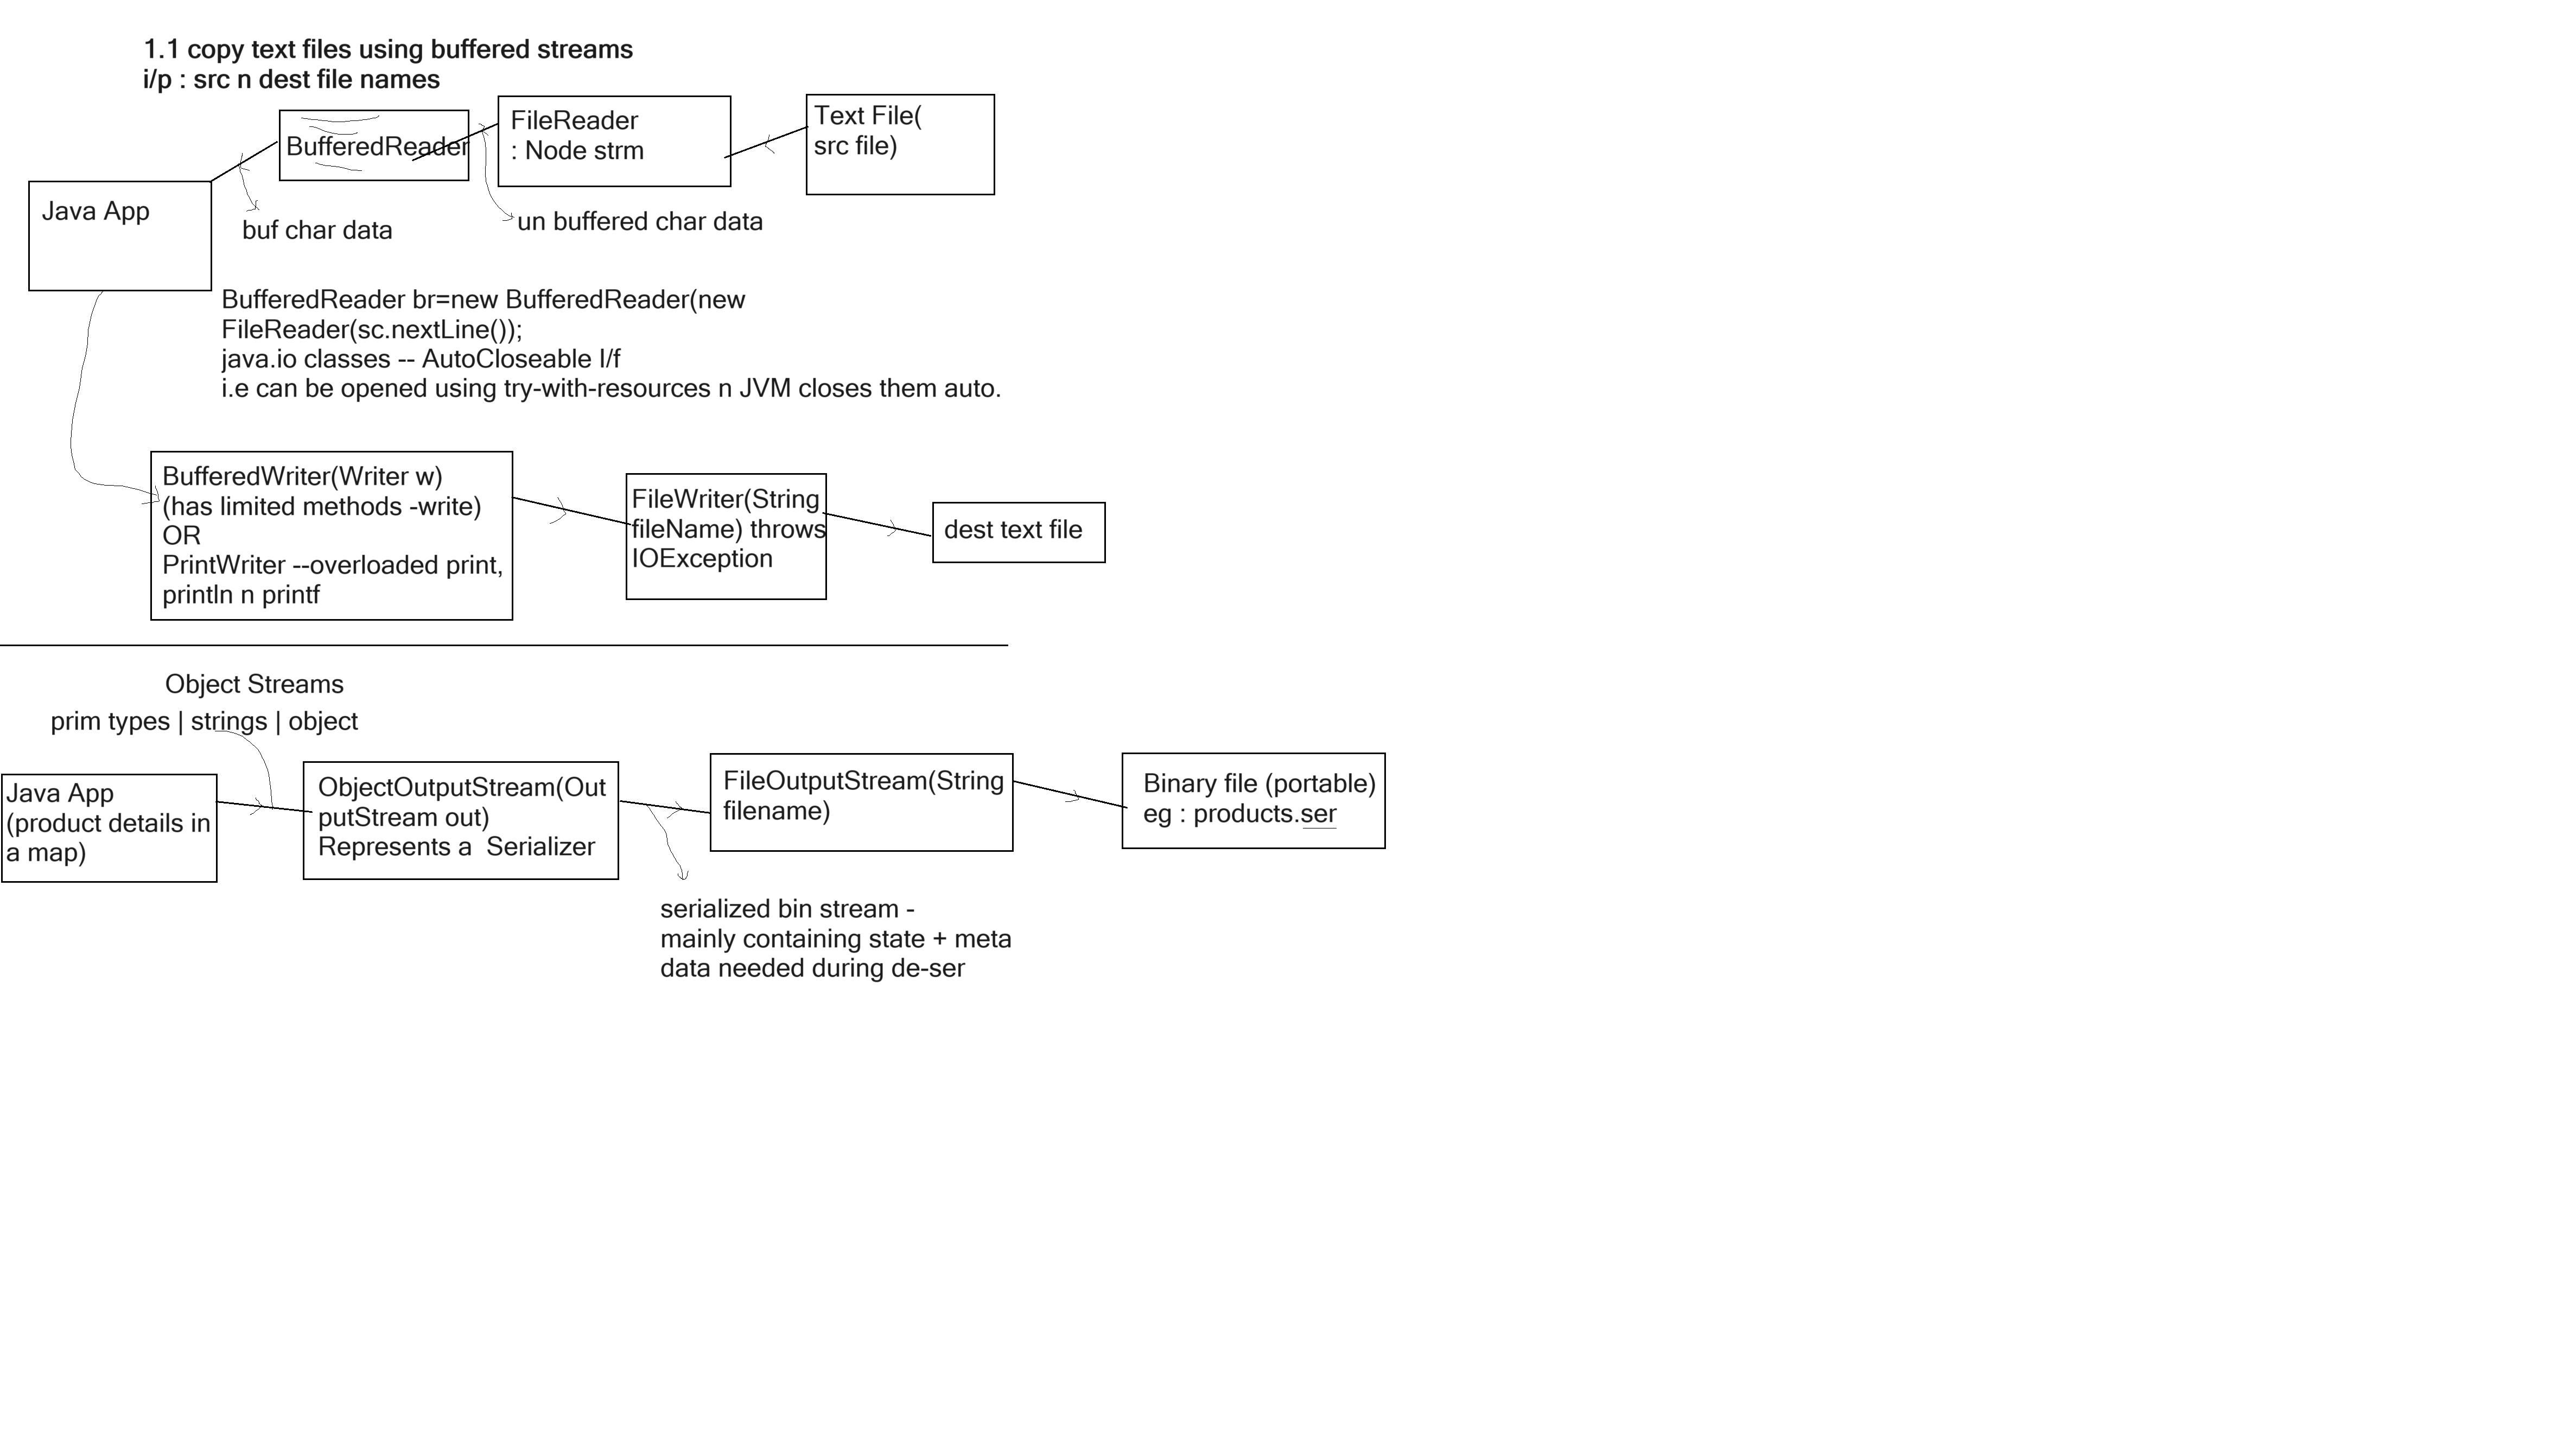 1.1 copy text files using buffered streams
i/p : src n dest file names
BufferedReader
FileReader
: Node strm
Text File(
src file)
Java App
buf char data
un buffered char data
BufferedReader br=new BufferedReader(new
FileReader(sc.nextLine());
java.io classes -- AutoCloseable I/f
i.e can be opened using try-with-resources n JVM closes them auto.
BufferedWriter(Writer w)
(has limited methods -write)
OR
PrintWriter --overloaded print,
println n printf
FileWriter(String
fileName) throws
IOException
dest text file
Object Streams
prim types | strings | object
Java App
(product details in
a map)
ObjectOutputStream(Out
putStream out)
Represents a  Serializer
FileOutputStream(String
filename)
Binary file (portable)
eg : products.ser
serialized bin stream -
mainly containing state + meta
data needed during de-ser